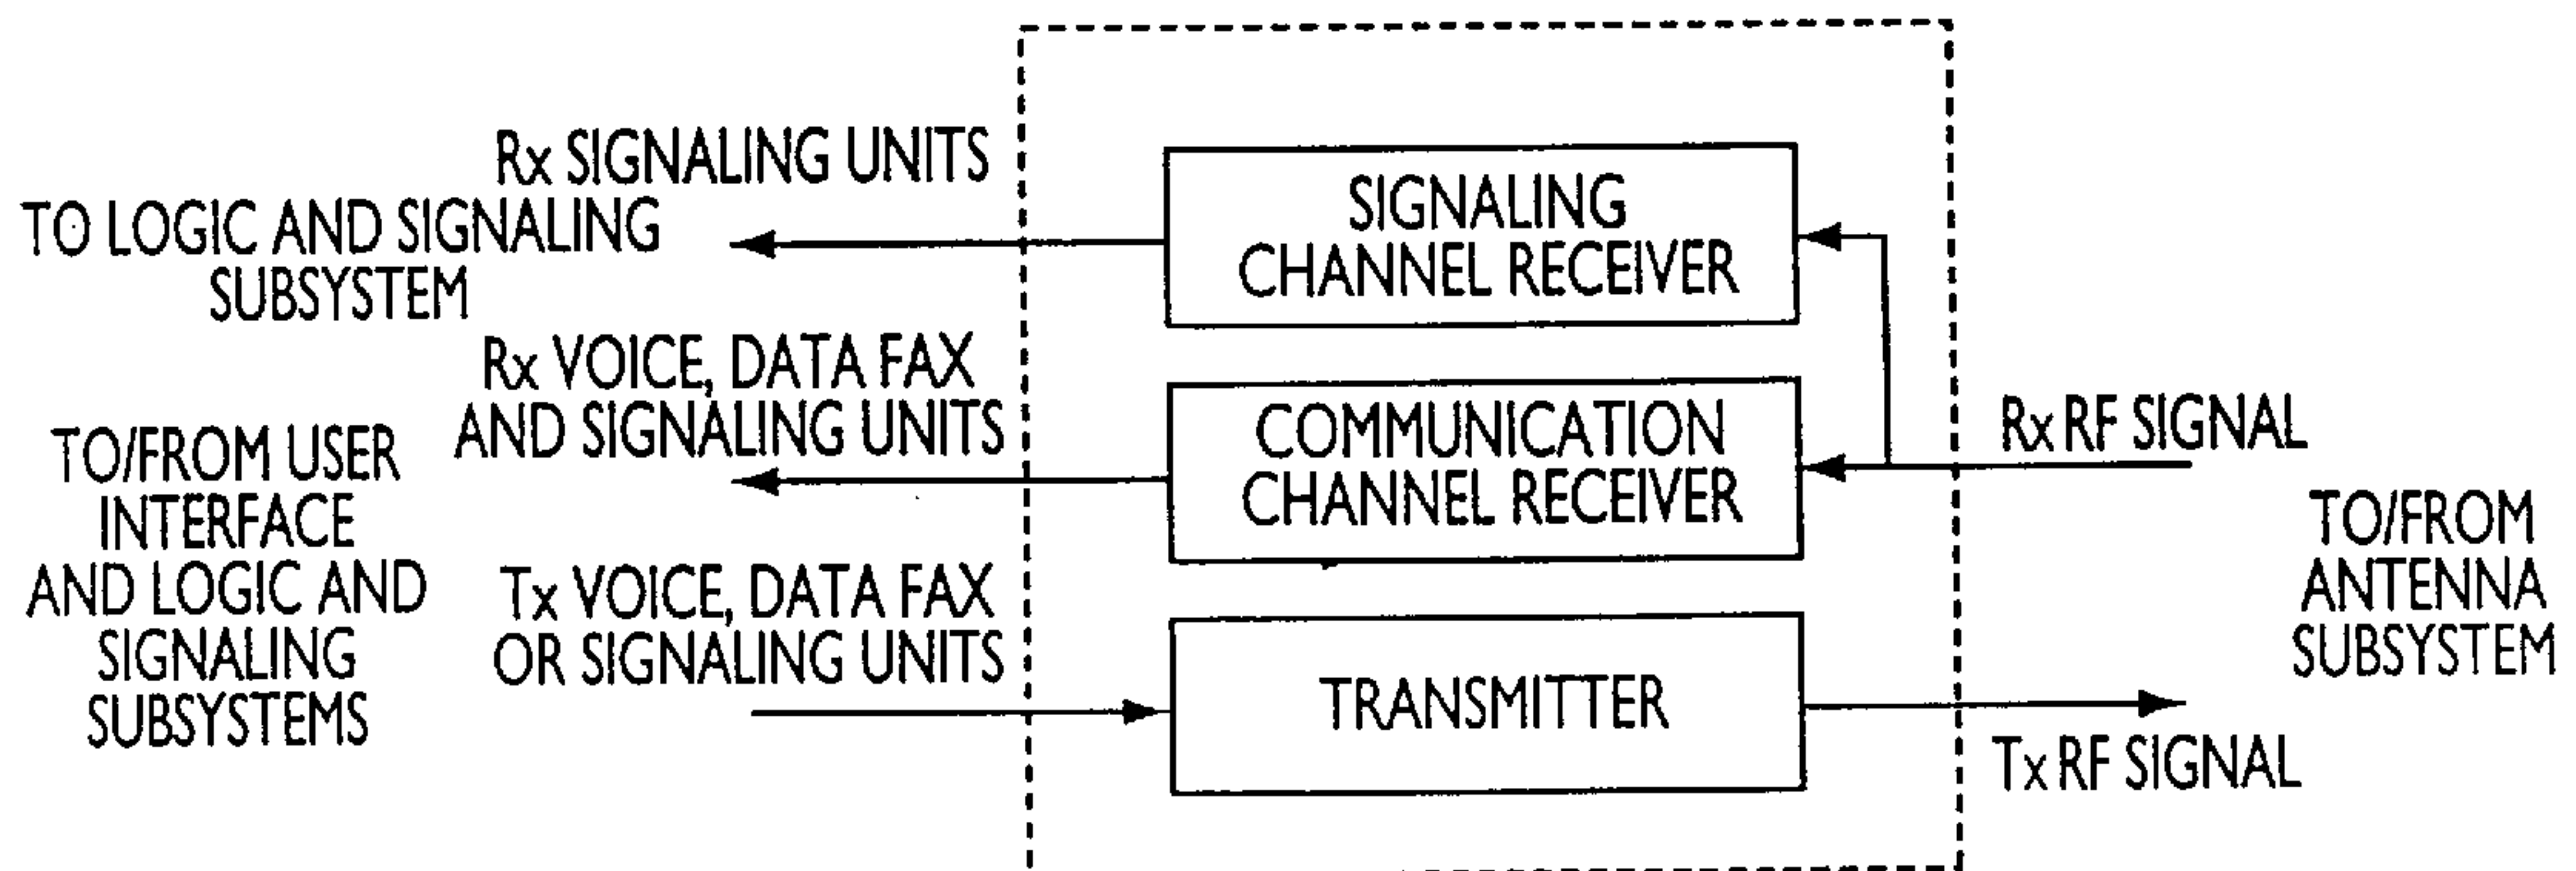 Rx SIGNALING UNITS
TO LOGIC AND SIGNALING
SUBSYSTEM
Rx VOICE, DATA FAX
AND SIGNALING UNITS
TO/FROM USER
INTERFACE
AND LOGIC AND
SIGNALING
SUBSYSTEMS
Tx VOICE, DATA FAX
OR SIGNALING UNITS
SIGNALING
CHANNEL RECEIVER
COMMUNICATION
CHANNEL RECEIVER
TRANSMITTER
Rx RF SIGNAL
TO/FROM
ANTENNA
SUBSYSTEM
Tx RF SIGNAL